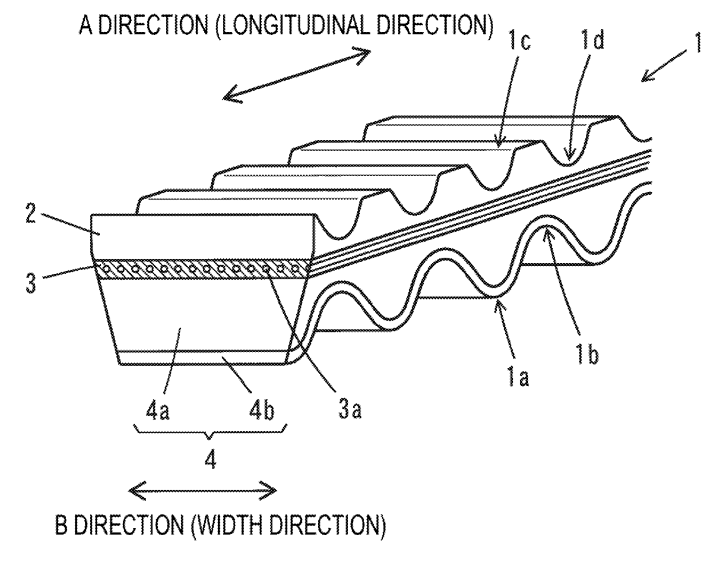 A DIRECTION (LONGITUDINAL DIRECTION)
1c
1d
1
2
3
1b
1a
4a
4b
3a
4
B DIRECTION (WIDTH DIRECTION)